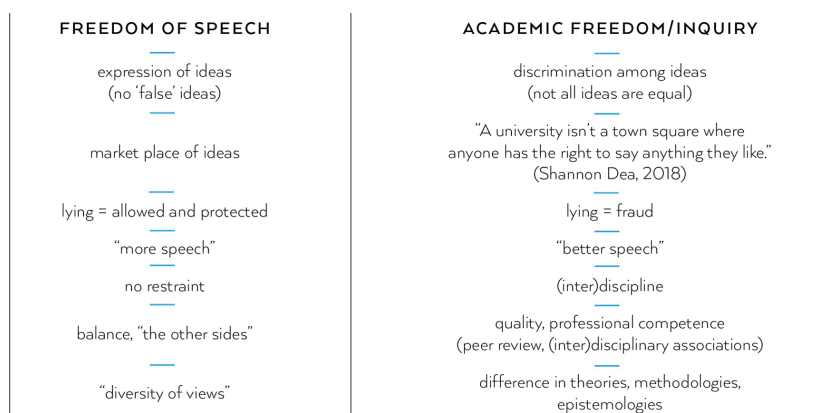 FREEDOM OF SPEECH
expression of ideas
(no ‘false’ ideas)
market place of ideas
lying = allowed and protected
“more speech”
no restraint
balance, “the other sides”
“diversity of views”
ACADEMIC FREEDOM/INQUIRY
discrimination among ideas
(not all ideas are equal)
“A university isn’t a town square where
anyone has the right to say anything they like.”
(Shannon Dea, 2018)
lying = fraud
“better speech”
(inter)discipline
quality, professional competence
(peer review, (inter)disciplinary associations)
difference in theories, methodologies,
epistemologies